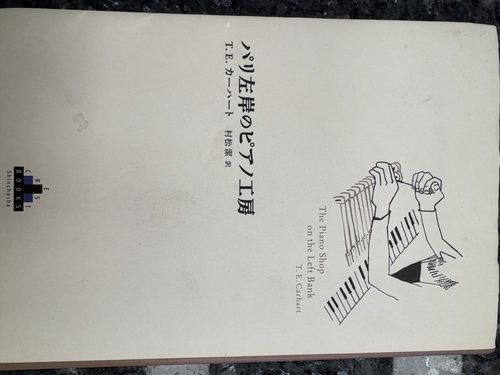 パリ左岸のピアノ工房
T.E. カーハート 村松潔 訳
The Piano Shop
on the Left Bank
T.E.Carhart
CREST
BOOKS
Shinchosha